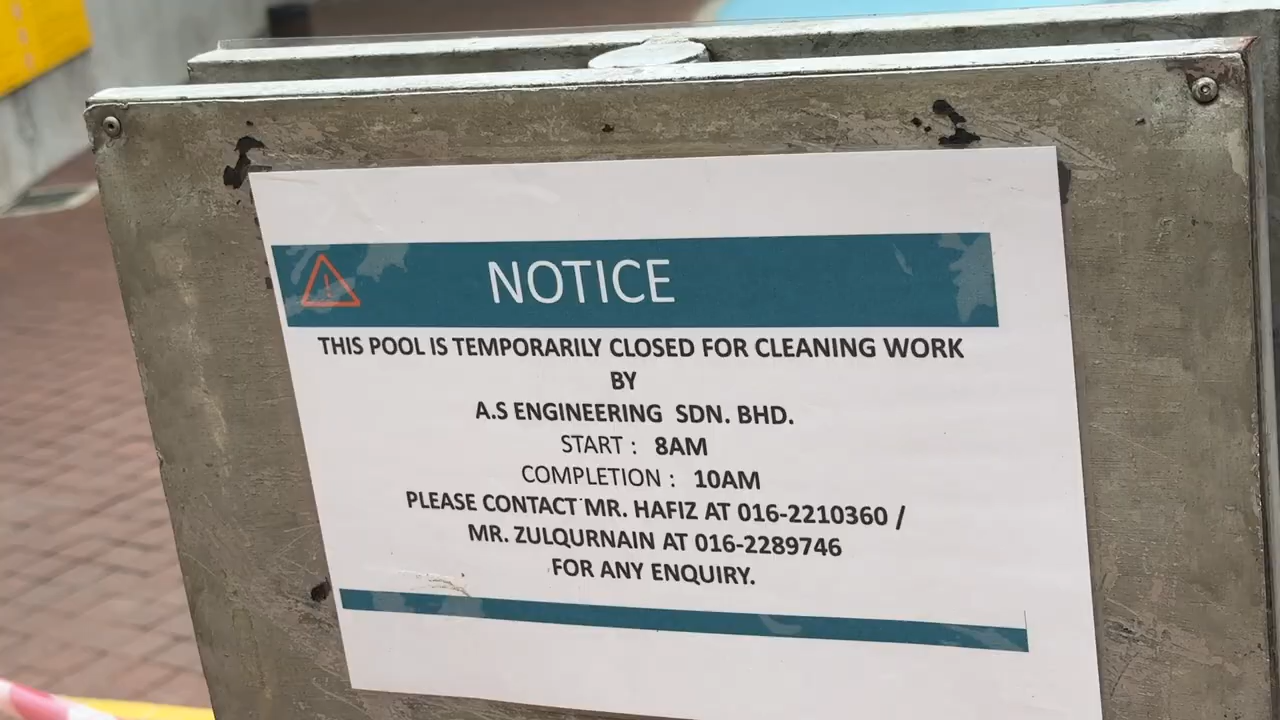 NOTICE
THIS POOL IS TEMPORARILY CLOSED FOR CLEANING WORK
BY
A.S ENGINEERING SDN. BHD.
START : 8AM
COMPLETION : 10AM
PLEASE CONTACT MR. HAFIZ AT 016-2210360 /
MR. ZULQURNAIN AT 016-2289746
FOR ANY ENQUIRY.